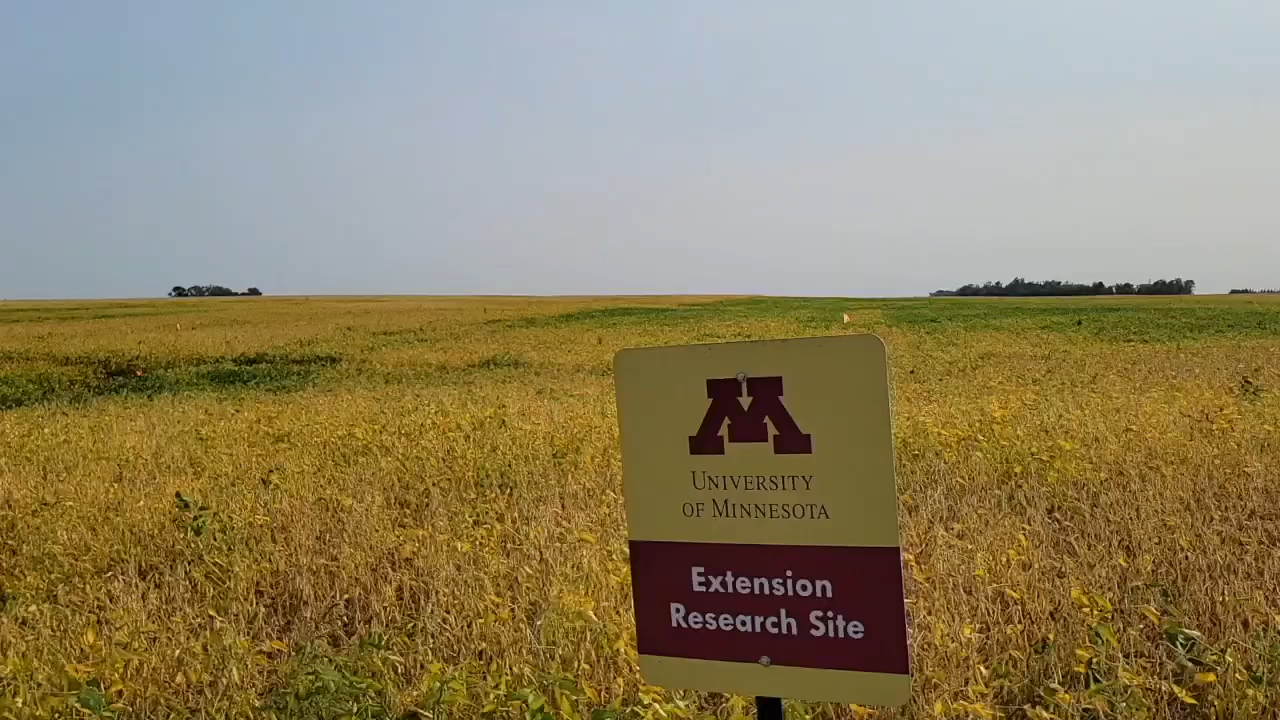 M
UNIVERSITY
OF MINNESOTA
Extension
Research Site